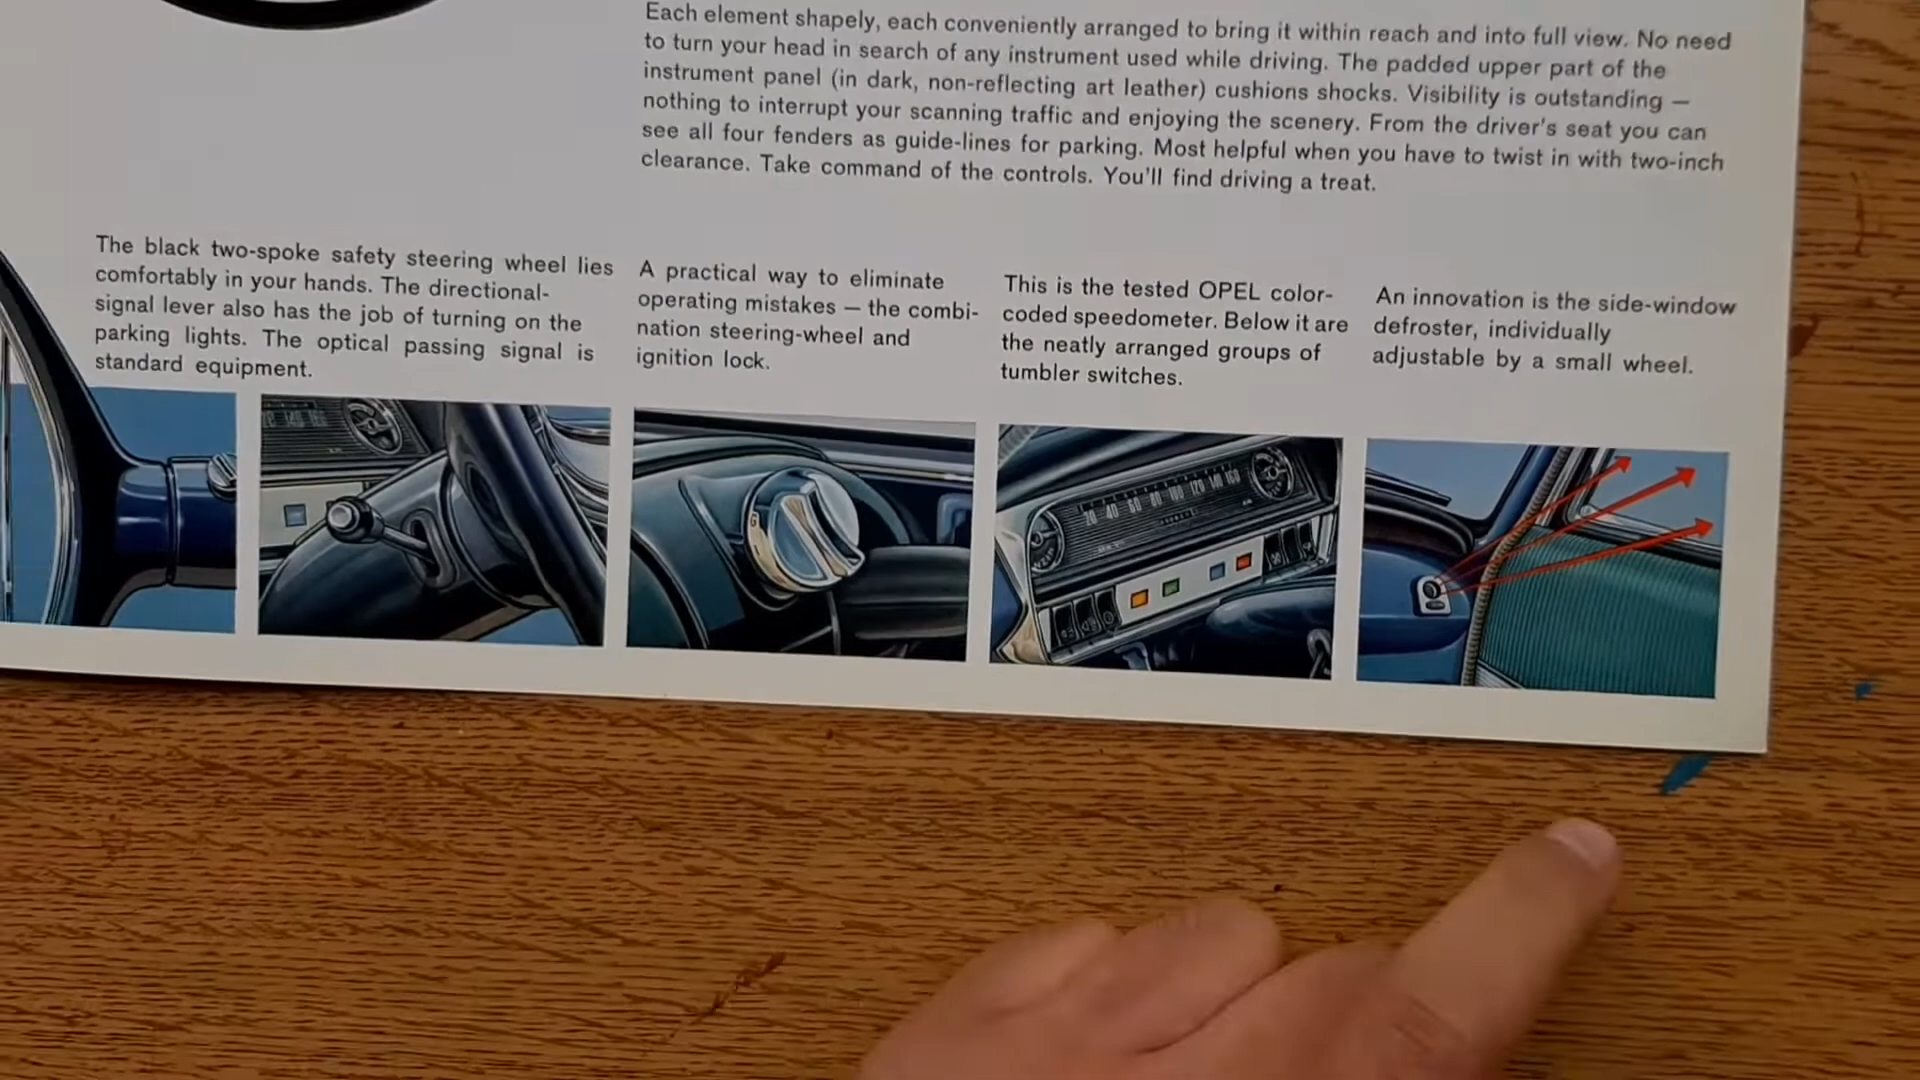 Each element shapely, each conveniently arranged to bring it within reach and into full view. No need
to turn your head in search of any instrument used while driving. The padded upper part of the
instrument panel (in dark, non-reflecting art leather) cushions shocks. Visibility is outstanding —
nothing to interrupt your scanning traffic and enjoying the scenery. From the driver's seat you can
see all four fenders as guide-lines for parking. Most helpful when you have to twist in with two-inch
clearance. Take command of the controls. You'll find driving a treat.
The black two-spoke safety steering wheel lies
comfortably in your hands. The directional-
signal lever also has the job of turning on the
parking lights. The optical passing signal is
standard equipment.
A practical way to eliminate
operating mistakes — the combi-
nation steering-wheel and
ignition lock.
This is the tested OPEL color-
coded speedometer. Below it are
the neatly arranged groups of
tumbler switches.
An innovation is the side-window
defroster, individually
adjustable by a small wheel.
20 40 60 80 100 120 140 160